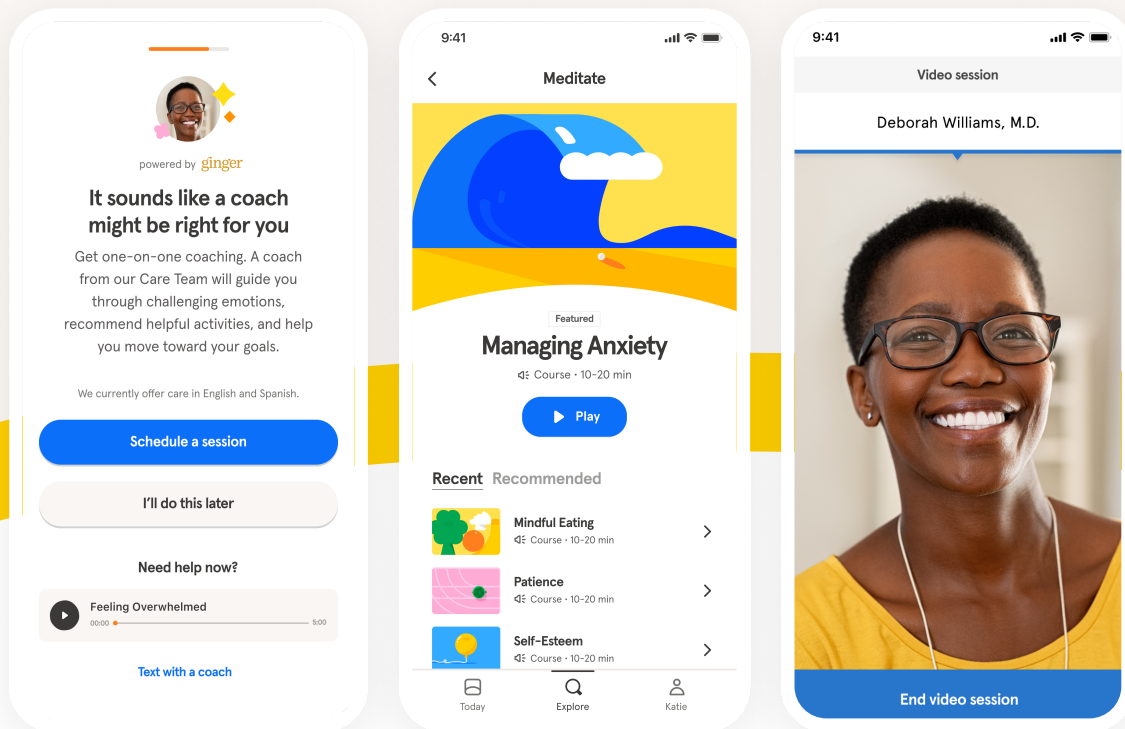 powered by ginger
It sounds like a coach
might be right for you
Get one-on-one coaching. A coach
from our Care Team will guide you
through challenging emotions,
recommend helpful activities, and help
you move toward your goals.
We currently offer care in English and Spanish.
Schedule a session
I'll do this later
Need help now?
Feeling Overwhelmed
00:00 5:00
Text with a coach
9:41
Meditate
Featured
Managing Anxiety
Course • 10-20 min
Play
Recent Recommended
Mindful Eating
Course • 10-20 min
Patience
Course • 10-20 min
Self-Esteem
Course • 10-20 min
Today Explore Katie
9:41
Video session
Deborah Williams, M.D.
End video session